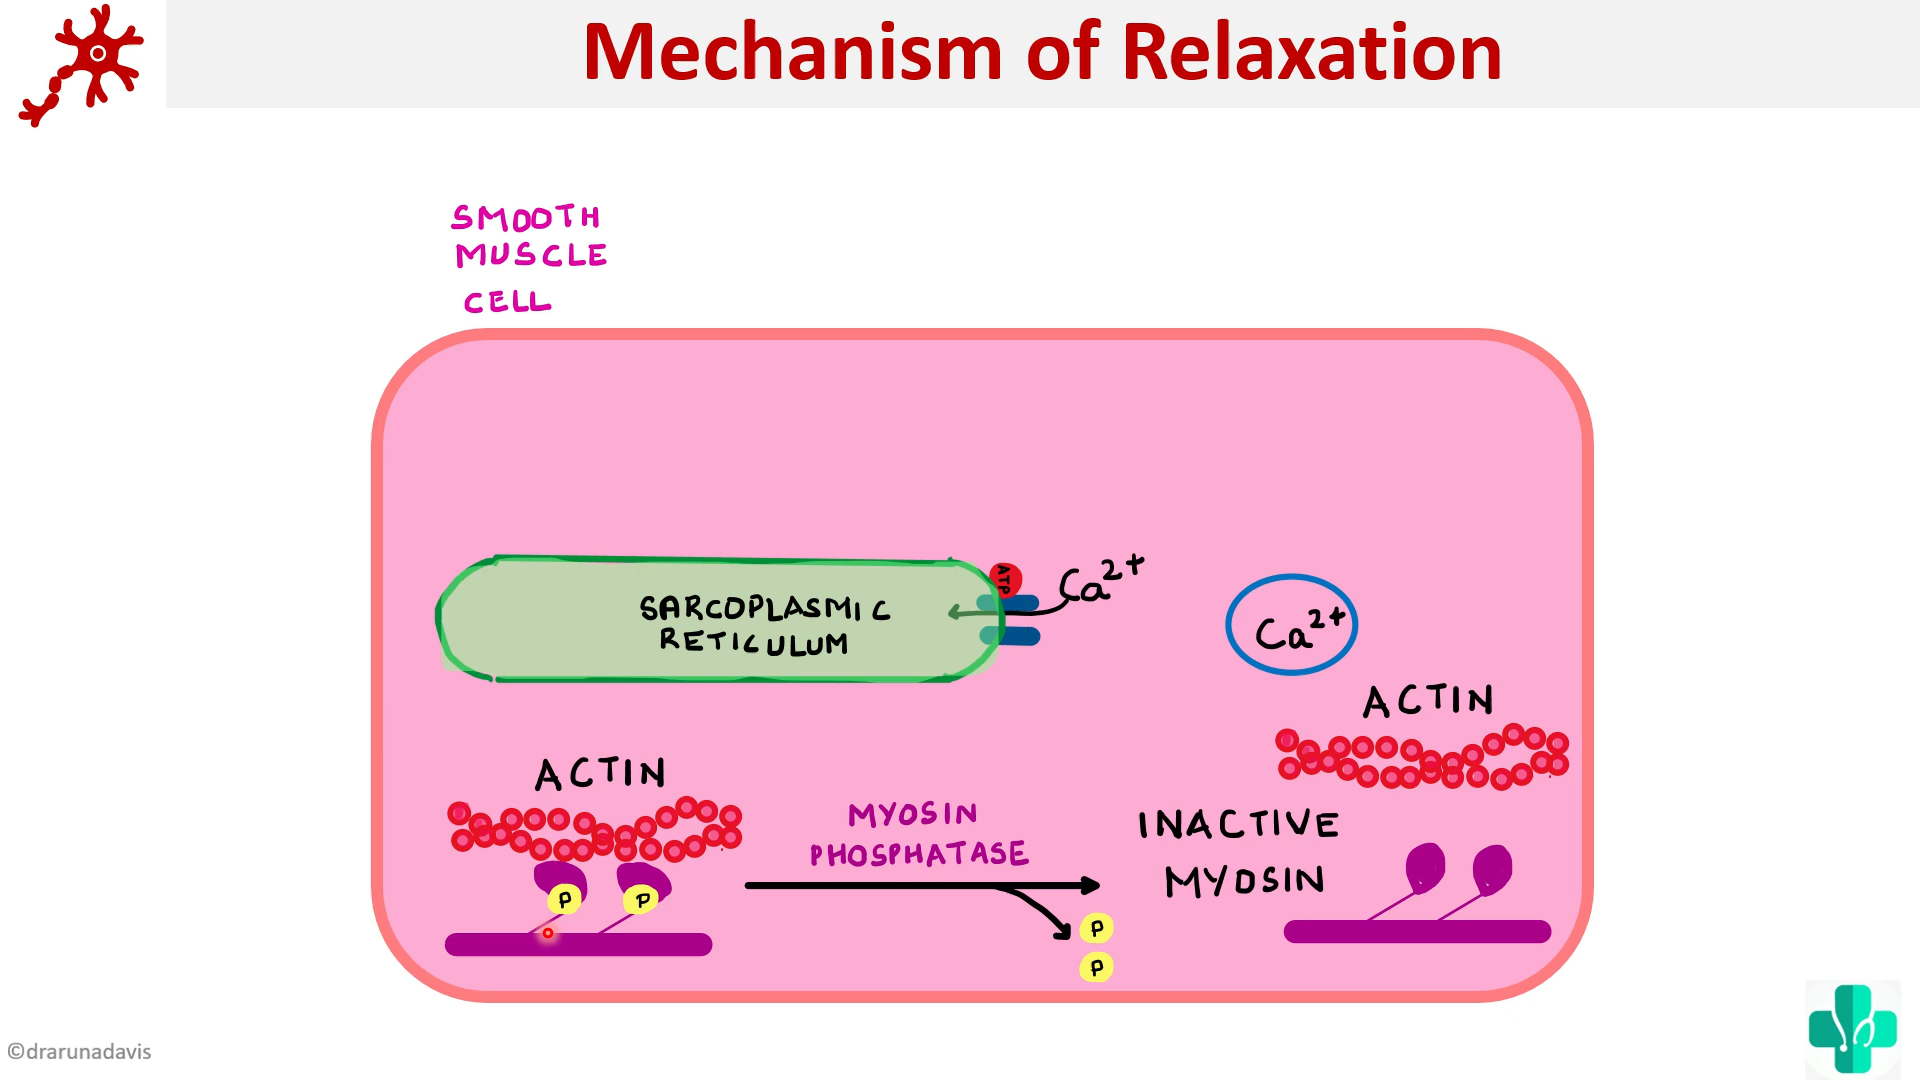 Mechanism of Relaxation
SMOOTH
MUSCLE
CELL
ATP
Ca2+
SARCOPLASMIC
RETICULUM
Ca2+
ACTIN
ACTIN
MYOSIN
PHOSPHATASE
INACTIVE
MYOSIN
P
P
P
P
©drarunadavis